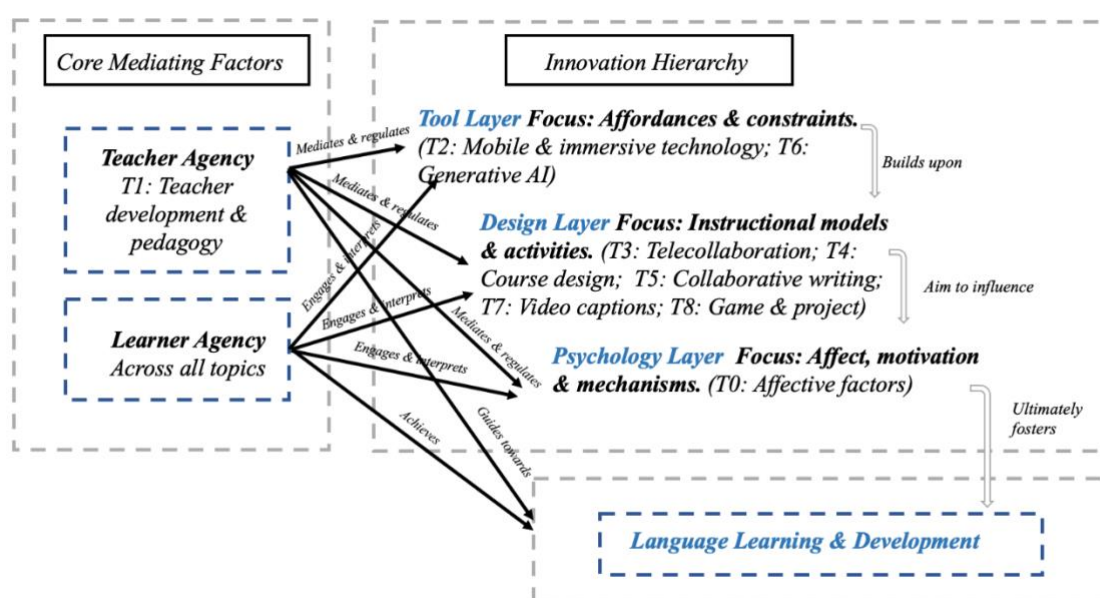 Core Mediating Factors
Innovation Hierarchy
Teacher Agency
T1: Teacher
development &
pedagogy
Learner Agency
Across all topics
Mediates & regulates
Mediates & regulates
Engages & interprets
Engages & interprets
Mediates & regulates
Engages & interprets
Achieves
Guides towards
Tool Layer Focus: Affordances & constraints.
(T2: Mobile & immersive technology; T6:
Generative AI)
Builds upon
Design Layer Focus: Instructional models
& activities. (T3: Telecollaboration; T4:
Course design; T5: Collaborative writing;
T7: Video captions; T8: Game & project)
Aim to influence
Psychology Layer Focus: Affect, motivation
& mechanisms. (T0: Affective factors)
Ultimately
fosters
Language Learning & Development